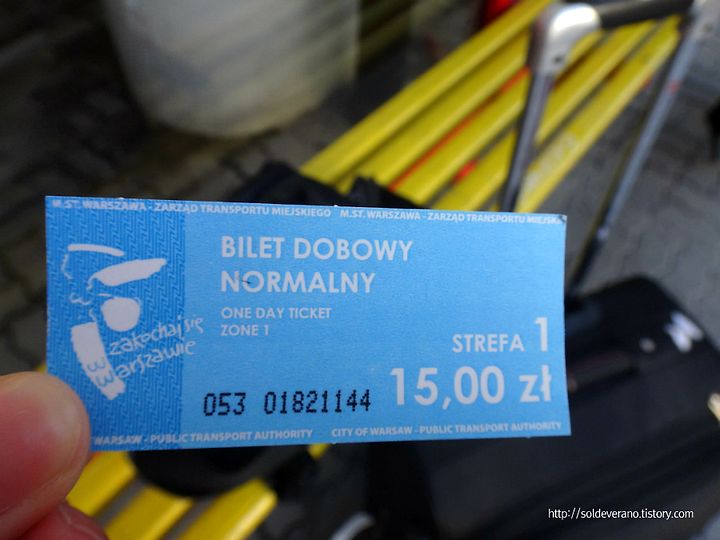 M.ST. WARSZAWA - ZARZĄD TRANSPORTU MIEJSKIEGO M.ST. WARSZAWA - ZARZĄD TRANSPORTU MIEJSKI
BILET DOBOWY
NORMALNY
ONE DAY TICKET
ZONE 1
zakochaj się
w Warszawie
STREFA 1
15,00 zł
053 01821144
WARSAW - PUBLIC TRANSPORT AUTHORITY CITY OF WARSAW - PUBLIC TRANSPORT AUTHORITY
http://soldeverano.tistory.com